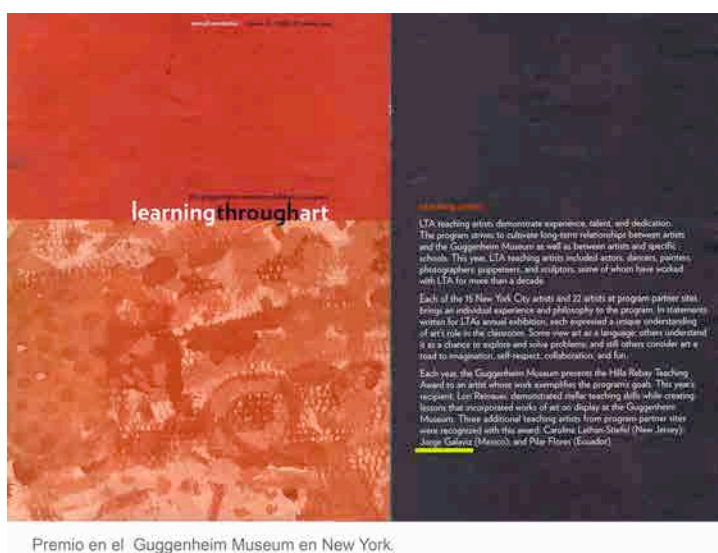 learningthroughart
LTA teaching artists demonstrate experience, talent, and dedication.
The program strives to cultivate long-term relationships between artists
and the Guggenheim Museum as well as between artists and specific
schools. This year, LTA teaching artists included actors, dancers, painters,
photographers, puppeteers, and sculptors, some of whom have worked
with LTA for more than a decade.
Each of the 15 New York City artists and 22 artists at program partner sites
brings an individual experience and philosophy to the program. In statements
written for LTA's annual exhibition, each expressed a unique understanding
of art's role in the classroom. Some view art as a language; others understand
it as a chance to explore and solve problems; and still others consider art a
road to imagination, self-respect, collaboration, and fun.
Each year, the Guggenheim Museum presents the Hilla Rebay Teaching
Award to an artist whose work exemplifies the program's goals. This year's
recipient, Lori demonstrated stellar teaching skills while creating
lessons that incorporated works of art on display at the Guggenheim
Museum. Three additional teaching artists from program partner sites
were recognized with this award: Carolina (New Jersey);
Jorge Galaviz (Mexico); and Pilar Flores (Ecuador).
Premio en el Guggenheim Museum en New York.